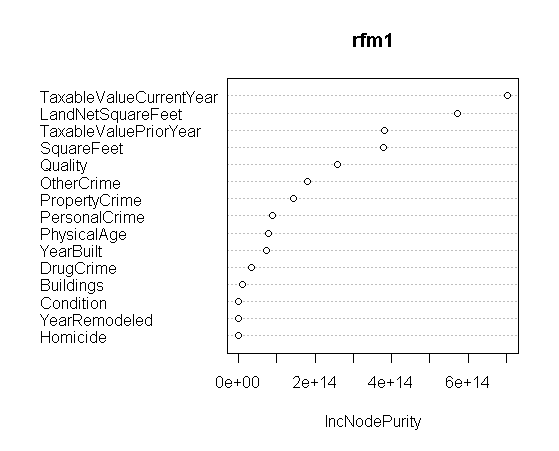 rfm1
TaxableValueCurrentYear
LandNetSquareFeet
TaxableValuePriorYear
SquareFeet
Quality
OtherCrime
PropertyCrime
PersonalCrime
PhysicalAge
YearBuilt
DrugCrime
Buildings
Condition
YearRemodeled
Homicide
0e+00 2e+14 4e+14 6e+14
IncNodePurity